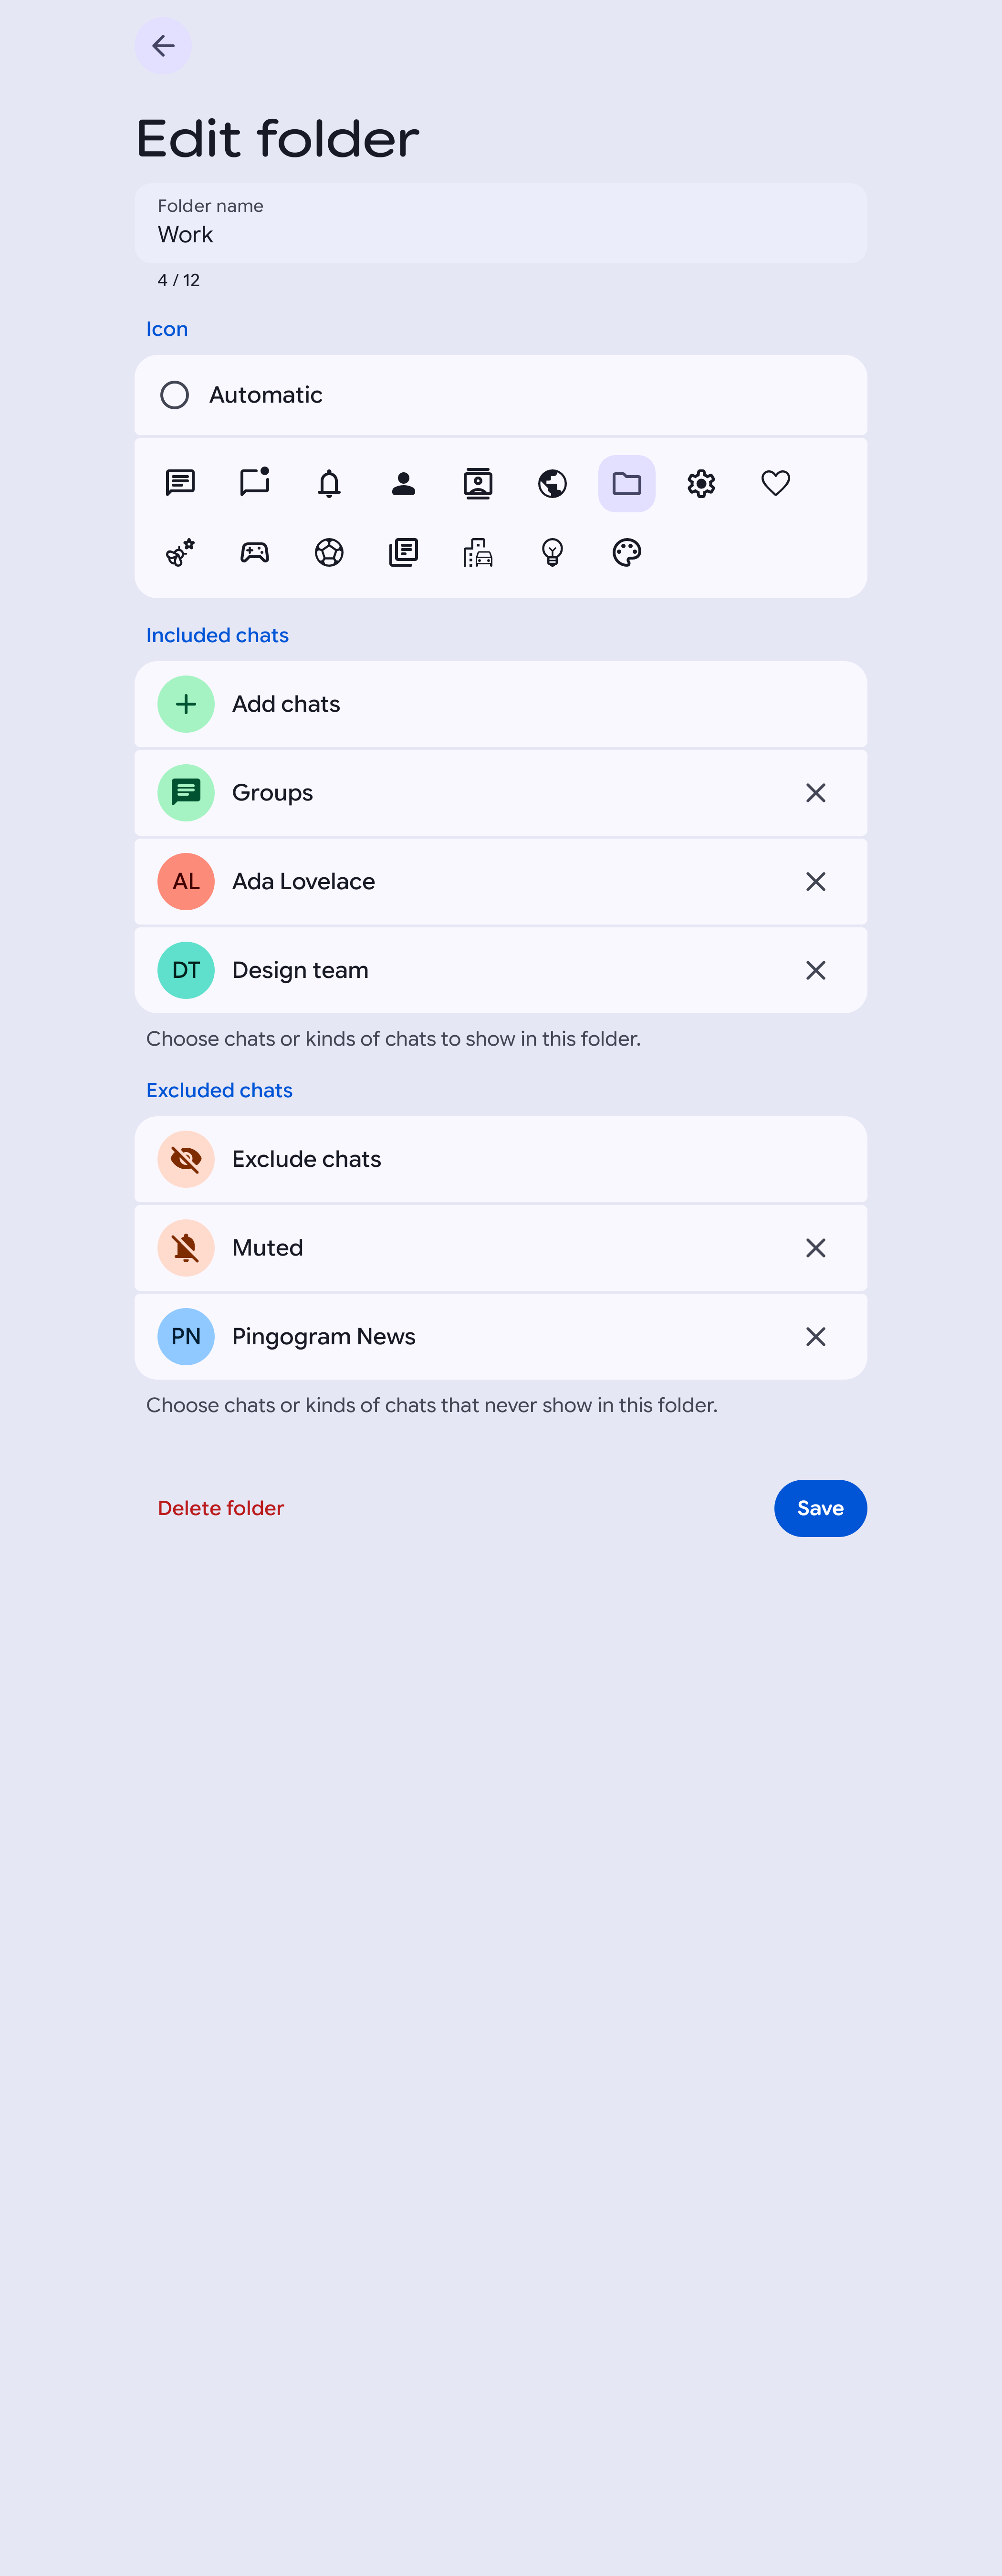 Edit folder
Folder name
Work
4 / 12
Icon
Automatic
Included chats
Add chats
Groups
AL Ada Lovelace
DT Design team
Choose chats or kinds of chats to show in this folder.
Excluded chats
Exclude chats
Muted
PN Pingogram News
Choose chats or kinds of chats that never show in this folder.
Delete folder Save